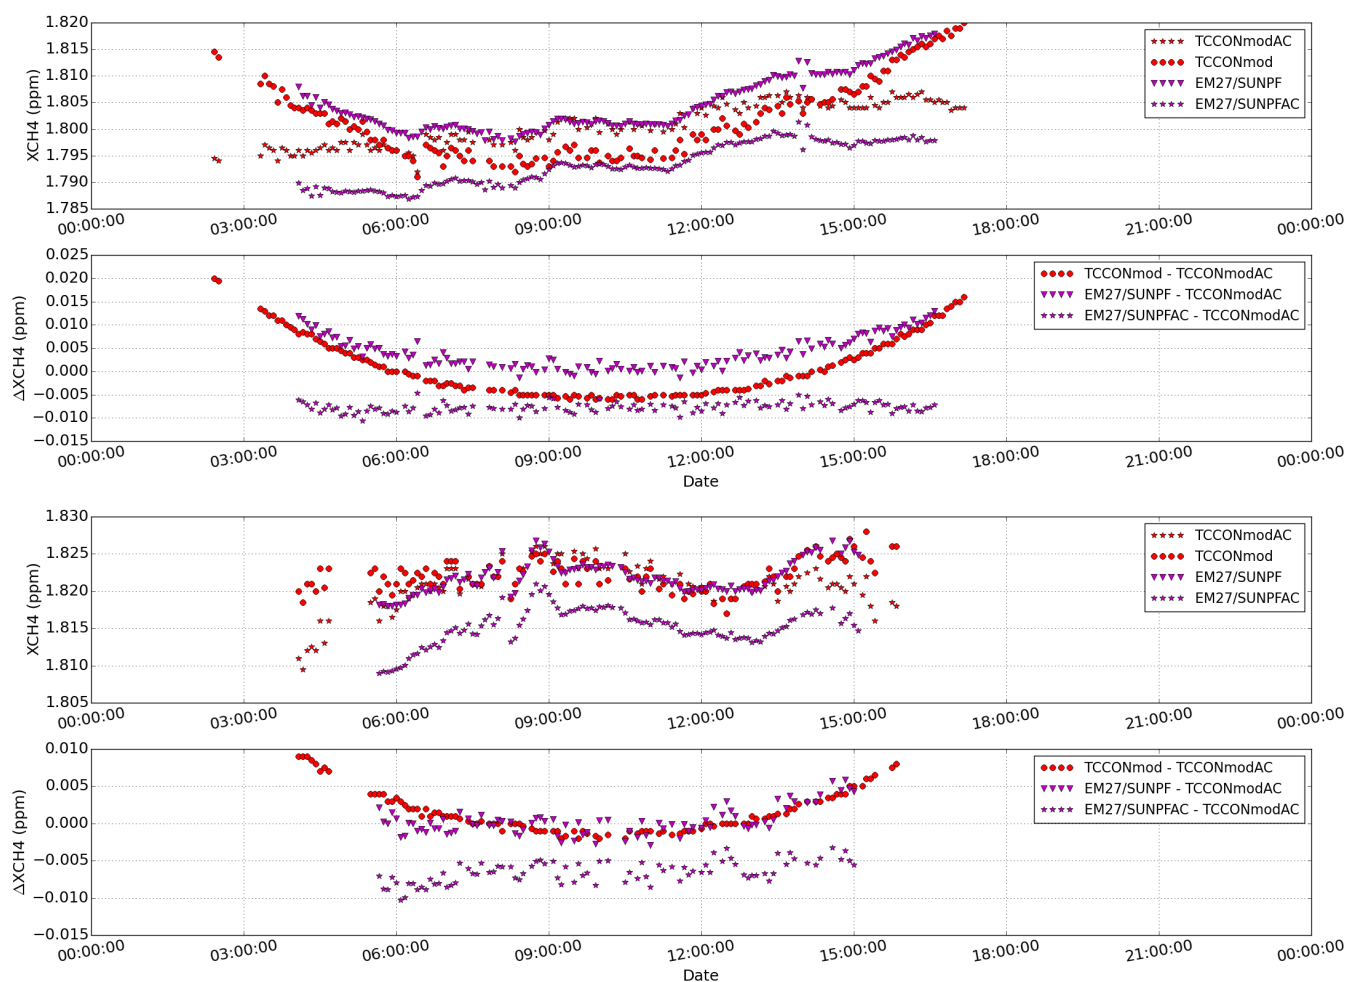 1.820
1.815
1.810
1.805
1.800
1.795
1.790
1.785
XCH4 (ppm)
TCCONmodAC
TCCONmod
EM27/SUNPF
EM27/SUNPFAC
00:00:00 03:00:00 06:00:00 09:00:00 12:00:00 15:00:00 18:00:00 21:00:00 00:00:00
0.025
0.020
0.015
0.010
0.005
0.000
−0.005
−0.010
−0.015
ΔXCH4 (ppm)
TCCONmod - TCCONmodAC
EM27/SUNPF - TCCONmodAC
EM27/SUNPFAC - TCCONmodAC
00:00:00 03:00:00 06:00:00 09:00:00 12:00:00 15:00:00 18:00:00 21:00:00 00:00:00
Date
1.830
1.825
1.820
1.815
1.810
1.805
XCH4 (ppm)
TCCONmodAC
TCCONmod
EM27/SUNPF
EM27/SUNPFAC
00:00:00 03:00:00 06:00:00 09:00:00 12:00:00 15:00:00 18:00:00 21:00:00 00:00:00
0.010
0.005
0.000
−0.005
−0.010
−0.015
ΔXCH4 (ppm)
TCCONmod - TCCONmodAC
EM27/SUNPF - TCCONmodAC
EM27/SUNPFAC - TCCONmodAC
00:00:00 03:00:00 06:00:00 09:00:00 12:00:00 15:00:00 18:00:00 21:00:00 00:00:00
Date